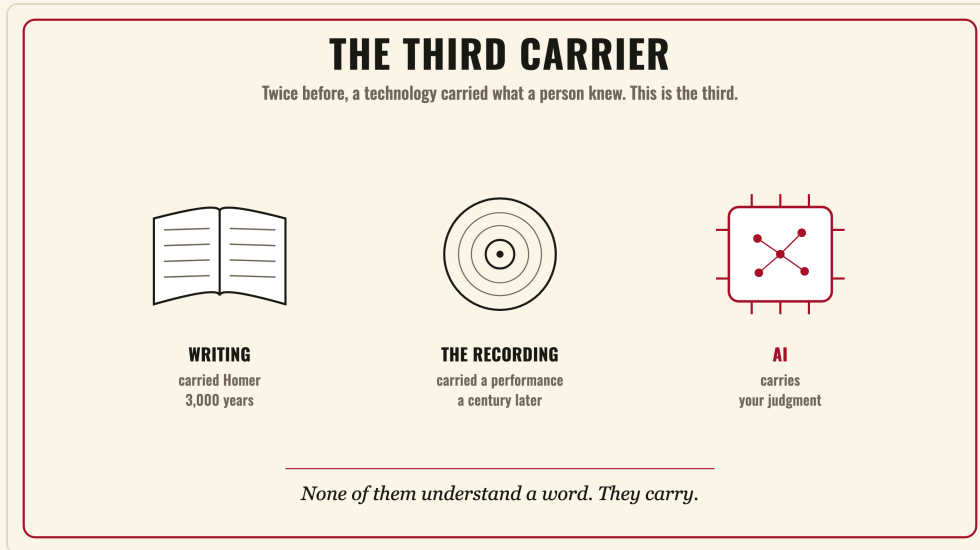 THE THIRD CARRIER
Twice before, a technology carried what a person knew. This is the third.
WRITING
carried Homer
3,000 years
THE RECORDING
carried a performance
a century later
AI
carries
your judgment
None of them understand a word. They carry.